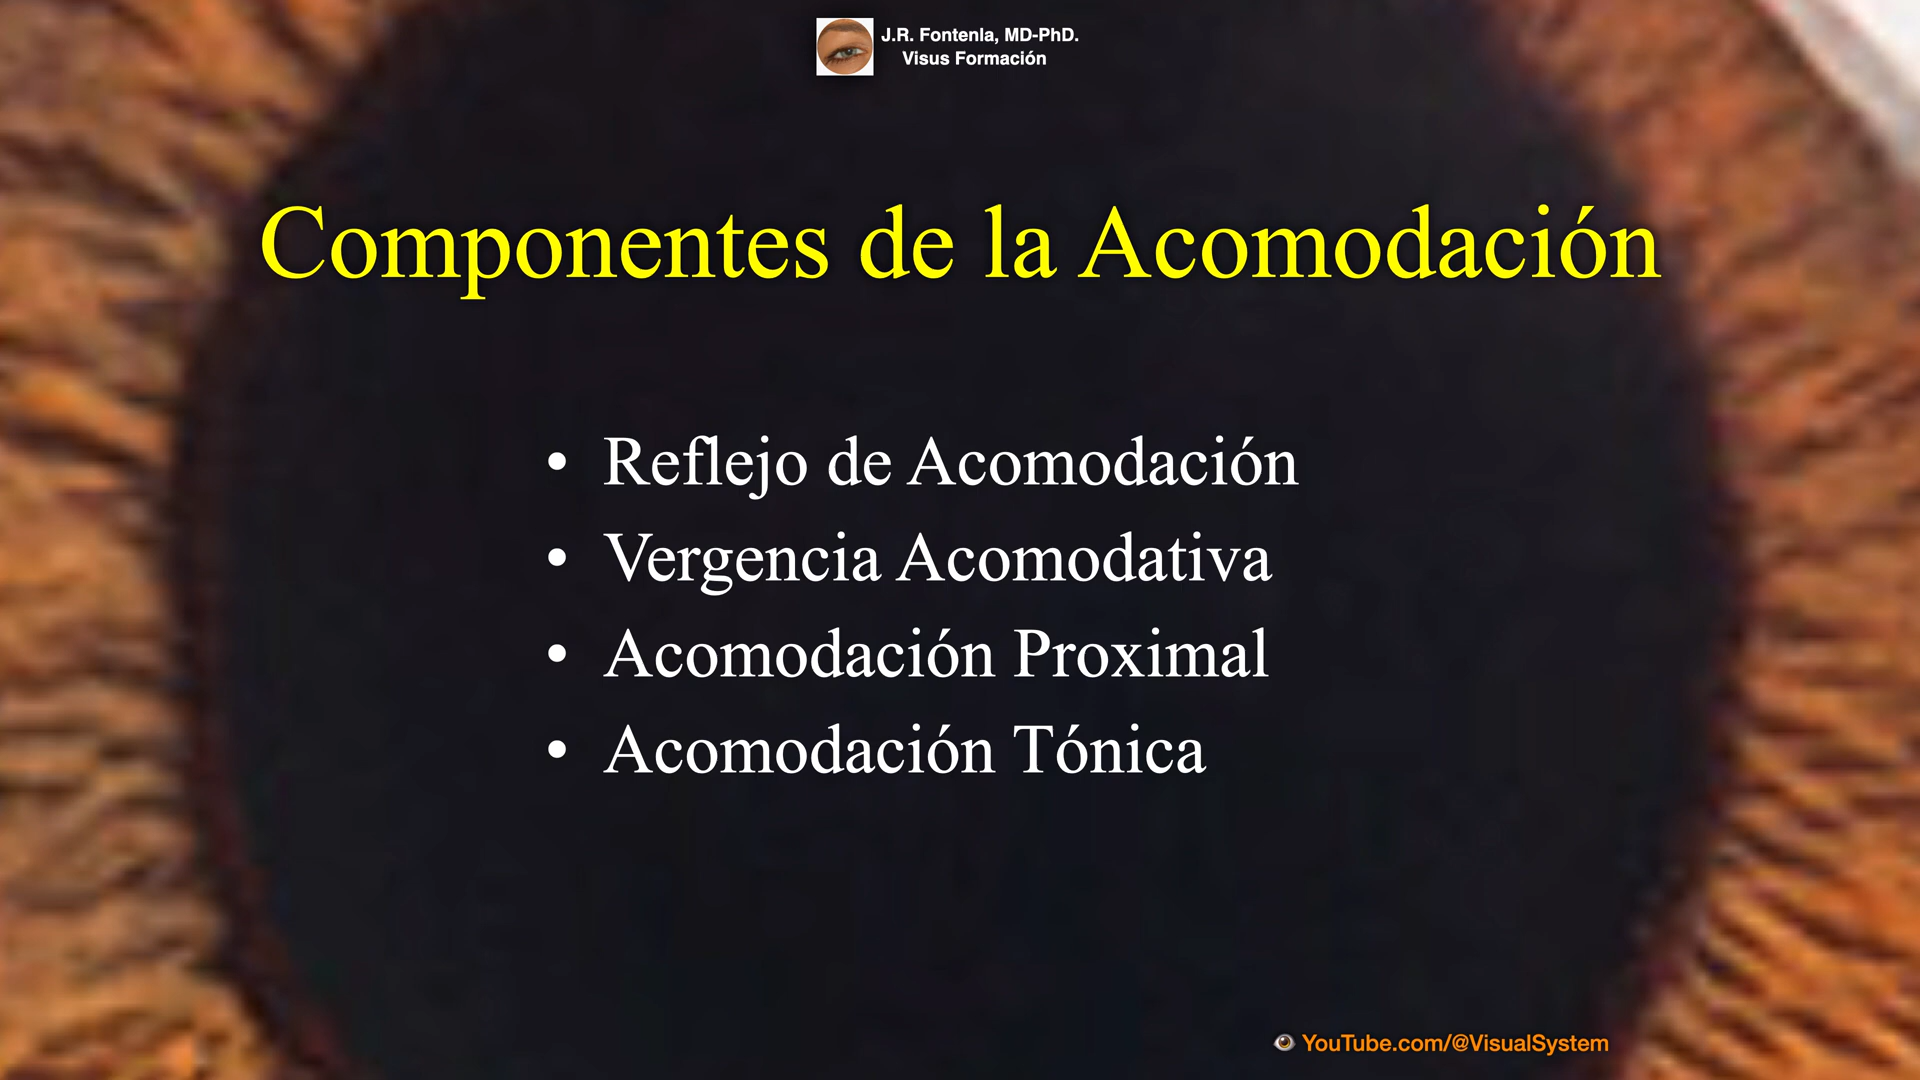 J.R. Fontenla, MD-PhD.
Visus Formación
Componentes de la Acomodación
• Reflejo de Acomodación
• Vergencia Acomodativa
• Acomodación Proximal
• Acomodación Tónica
YouTube.com/@VisualSystem